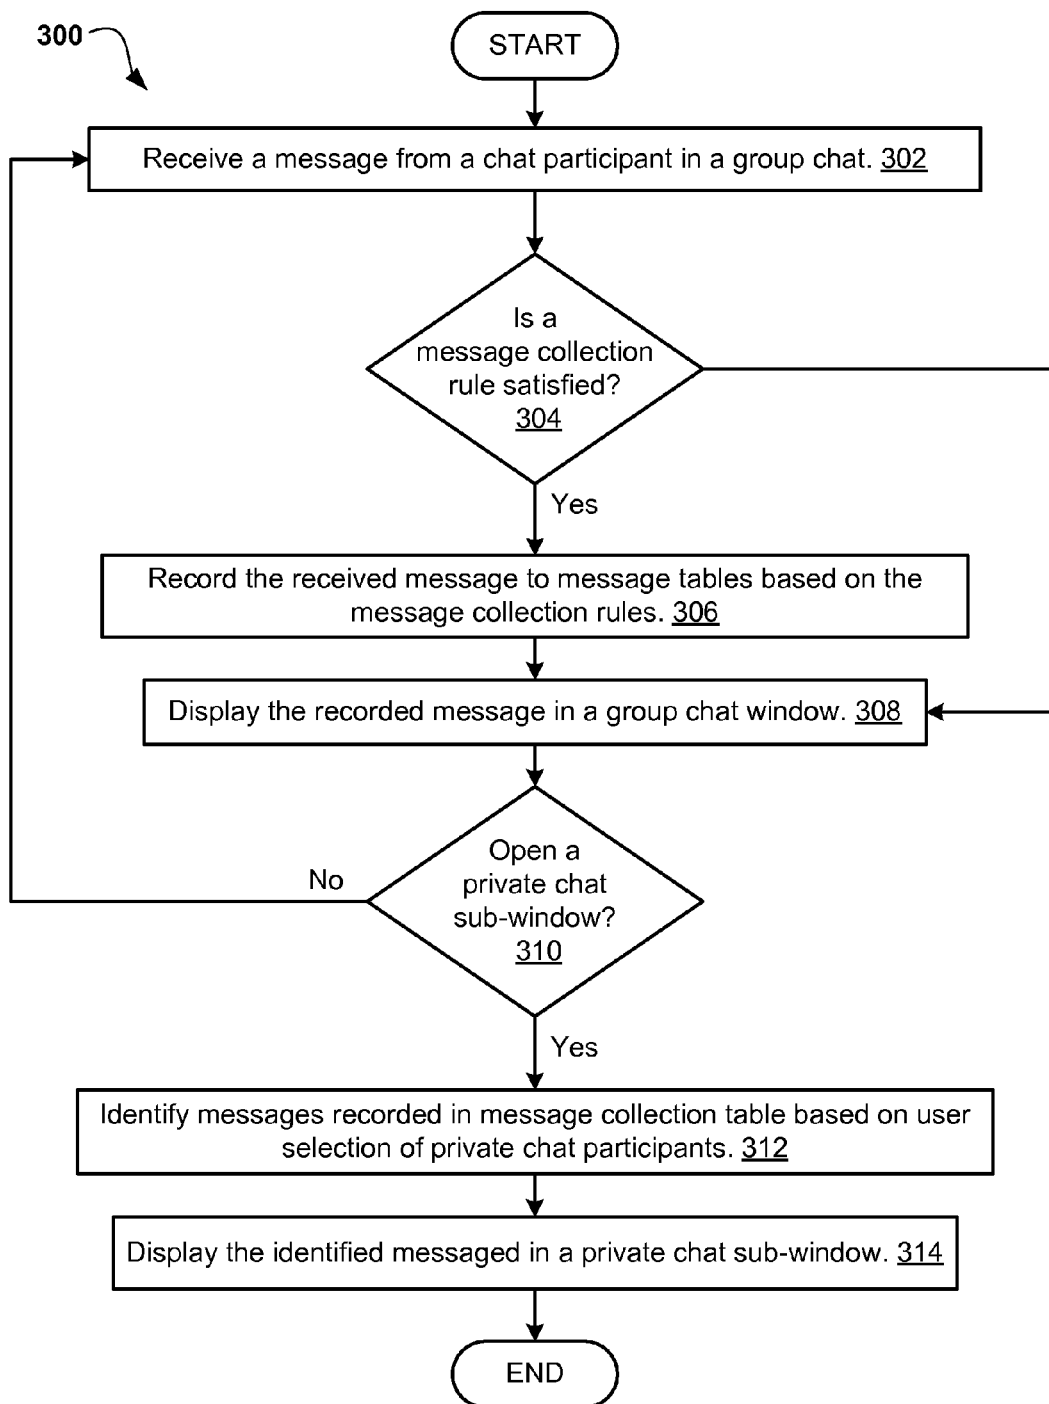 300
START
Receive a message from a chat participant in a group chat. 302
Is a
message collection
rule satisfied?
304
Yes
Record the received message to message tables based on the
message collection rules. 306
Display the recorded message in a group chat window. 308
Open a
private chat
sub-window?
310
No
Yes
Identify messages recorded in message collection table based on user
selection of private chat participants. 312
Display the identified messaged in a private chat sub-window. 314
END